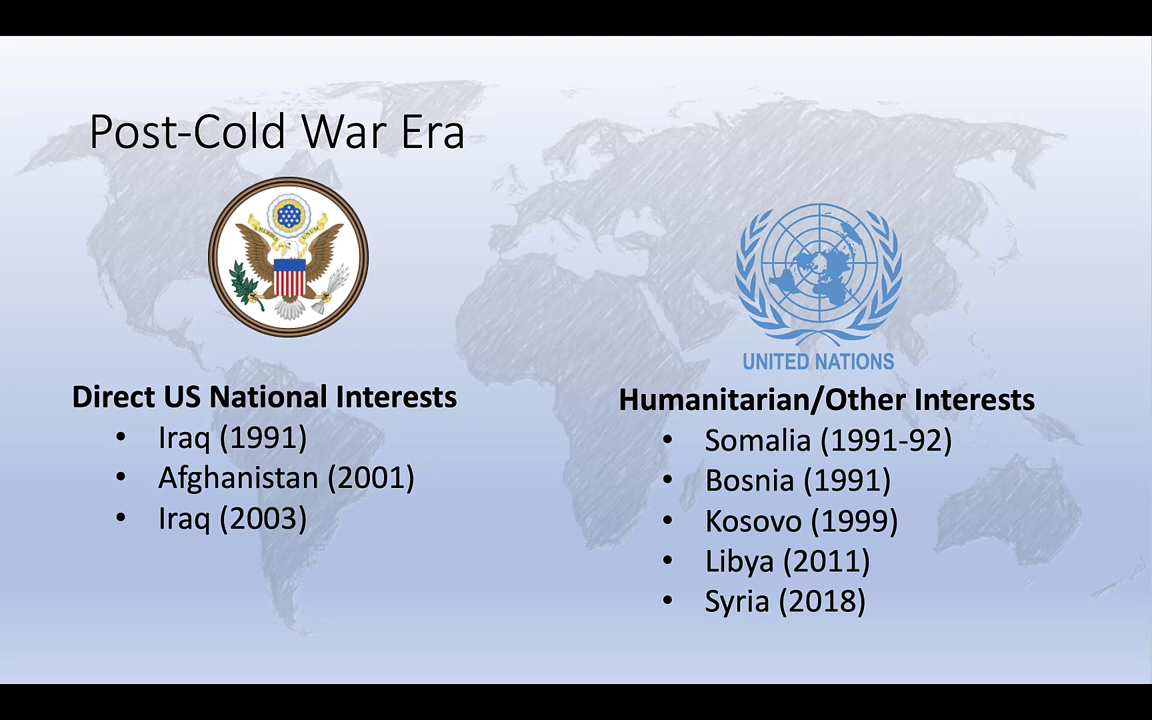 Post-Cold War Era
UNITED NATIONS
Direct US National Interests
• Iraq (1991)
• Afghanistan (2001)
• Iraq (2003)
Humanitarian/Other Interests
• Somalia (1991-92)
• Bosnia (1991)
• Kosovo (1999)
• Libya (2011)
• Syria (2018)